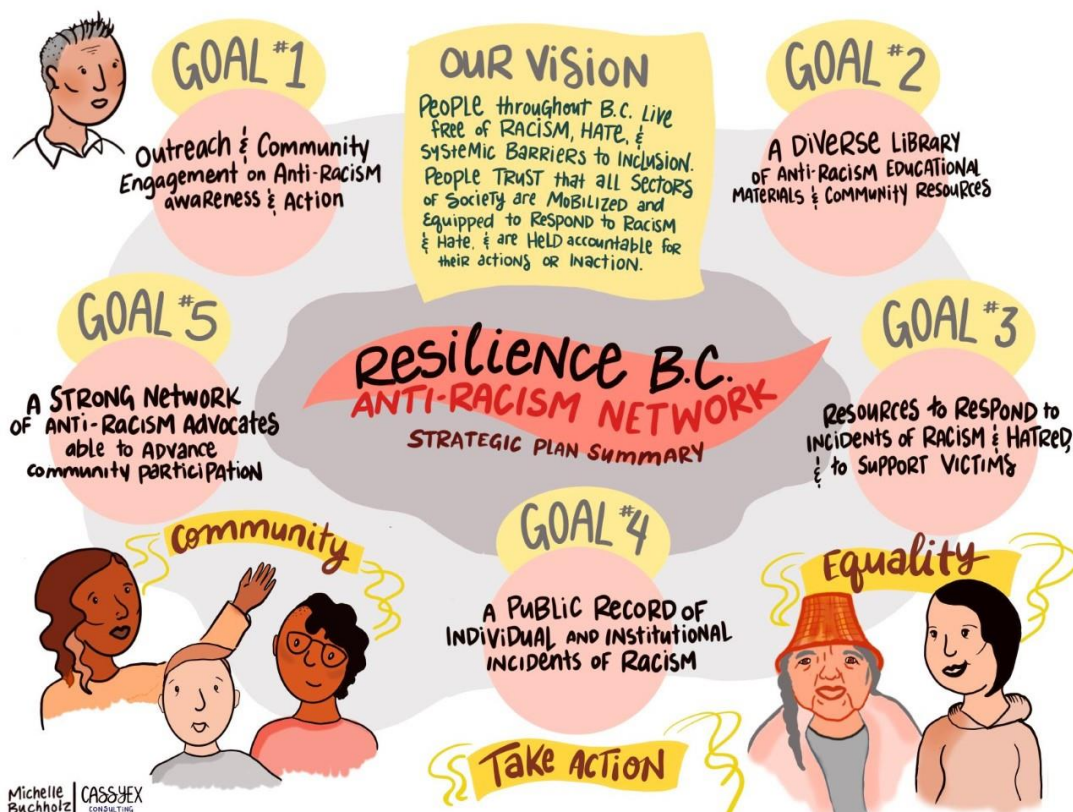 GOAL #1
Outreach & Community
Engagement on Anti-Racism
awareness & Action
OUR VISION
PEOPLE throughout B.C. Live
free of RACISM, HATE, &
SYSTEMIC BARRIERS to INCLUSION.
PEOPLE TRUST that all SECTORS
of SOCIETY are MOBILIZED and
Equipped to RESPOND to RACISM
& Hate, & are HELD accountable for
their actions or INACTION.
GOAL #2
A DIVERSE LIBRARY
OF ANTI-RACISM EDUCATIONAL
MATERIALS & COMMUNITY RESOURCES
RESILIENCE B.C.
ANTI-RACISM NETWORK
STRATEGIC PLAN SUMMARY
GOAL #3
RESOURCES to RESPOND to
INCIDENTS of RACISM & HATRED,
& to SUPPORT VICTIMS
GOAL #4
A PUBLIC RECORD OF
INDIVIDUAL AND INSTITUTIONAL
INCIDENTS OF RACISM
GOAL #5
A STRONG NETWORK
OF ANTI-RACISM ADVOCATES
able to ADVANCE
community participation
Community
Equality
Take ACTION
Michelle
Buchholz
CASSYEX
CONSULTING